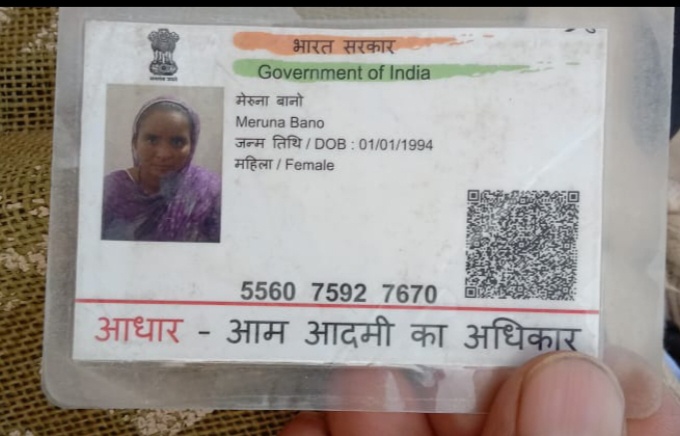 भारत सरकार
Government of India
मेरुना बानो
Meruna Bano
जन्म तिथि / DOB : 01/01/1994
महिला / Female
5560 7592 7670
आधार - आम आदमी का अधिकार